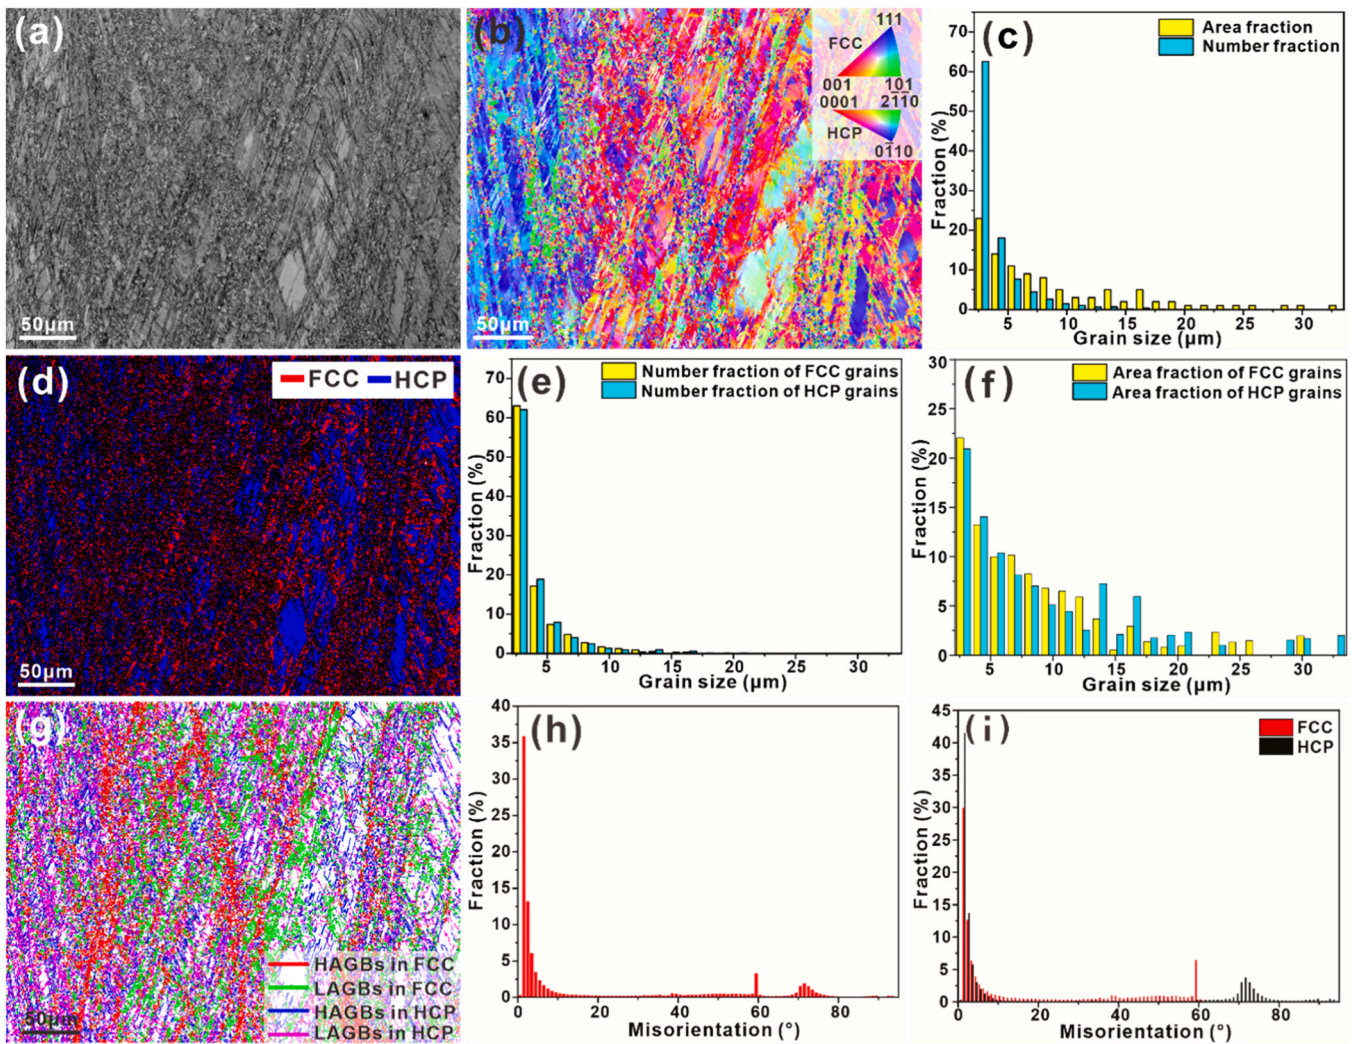 (a)
50μm
(b)
111
FCC
001
101
0001
2110
HCP
0110
50μm
(c)
Area fraction
Number fraction
Fraction (%)
70
60
50
40
30
20
10
0
5
10
15
20
25
30
Grain size (μm)
(d)
FCC
HCP
50μm
(e)
Number fraction of FCC grains
Number fraction of HCP grains
Fraction (%)
70
60
50
40
30
20
10
0
5
10
15
20
25
30
Grain size (μm)
(f)
Area fraction of FCC grains
Area fraction of HCP grains
Fraction (%)
30
25
20
15
10
5
0
5
10
15
20
25
30
Grain size (μm)
(g)
HAGBs in FCC
LAGBs in FCC
HAGBs in HCP
LAGBs in HCP
50μm
(h)
Fraction (%)
40
35
30
25
20
15
10
5
0
0
20
40
60
80
Misorientation (°)
(i)
FCC
HCP
Fraction (%)
45
40
35
30
25
20
15
10
5
0
0
20
40
60
80
Misorientation (°)